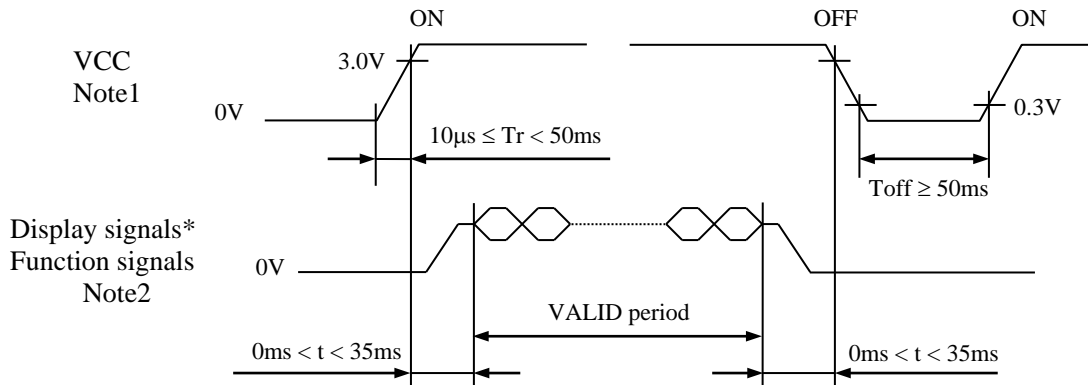 ON
OFF
ON
VCC
Note1
3.0V
0V
0.3V
10μs ≤ Tr < 50ms
Toff ≥ 50ms
Display signals*
Function signals
Note2
0V
VALID period
0ms < t < 35ms
0ms < t < 35ms